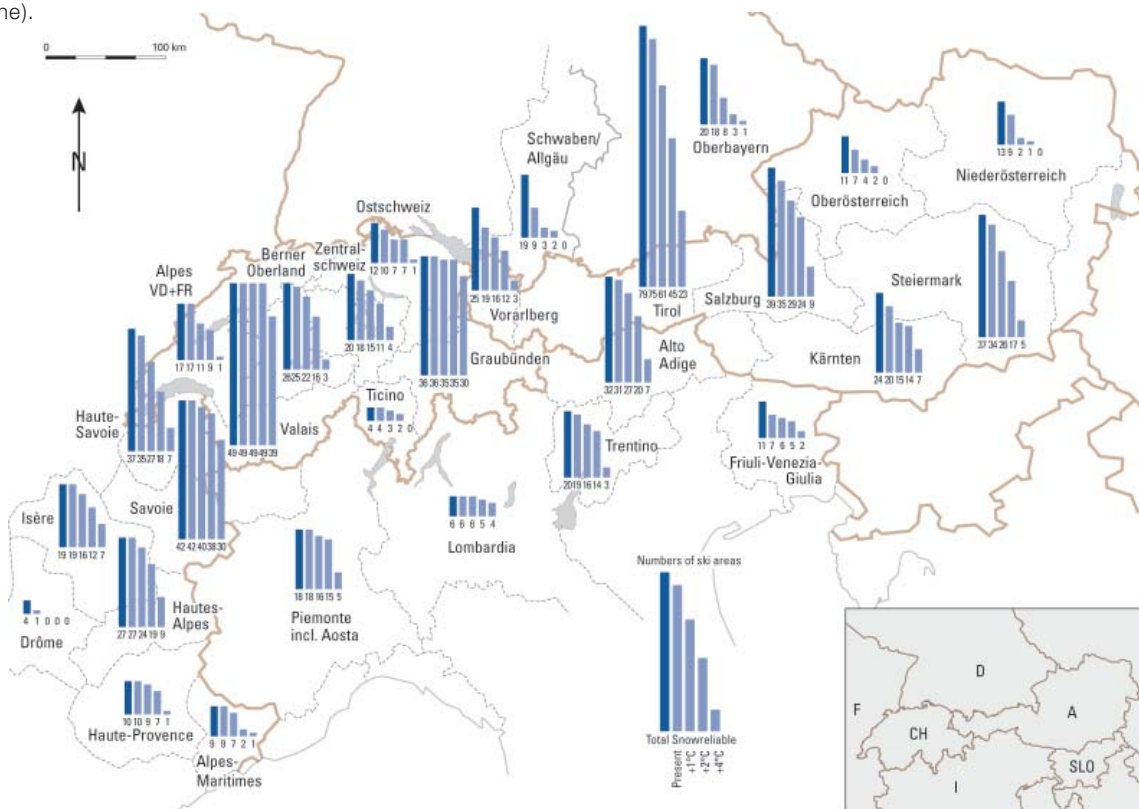 ne).
0 100 km
N
Schwaben/
Allgäu
19 9 3 2 0
79 75 61 45 23
Tirol
20 18 8 3 1
Oberbayern
11 7 4 2 0
Oberösterreich
13 9 2 1 0
Niederösterreich
Ostschweiz
12 10 7 7 1
25 19 16 12 3
Vorarlberg
39 35 29 24 9
Salzburg
Steiermark
37 34 26 17 5
Alpes
VD+FR
17 17 11 9 1
Berner
Oberland
26 25 22 16 3
Zentral-
schweiz
20 18 15 11 4
36 36 35 35 30
Graubünden
Alto
Adige
32 31 27 20 7
Kärnten
24 20 15 14 7
Haute-
Savoie
37 35 27 18 7
49 49 49 49 39
Valais
Ticino
4 4 3 2 0
Trentino
20 19 16 14 3
11 7 6 5 2
Friuli-Venezia-
Giulia
Isère
19 19 16 12 7
Savoie
42 42 40 38 30
6 6 6 5 4
Lombardia
4 1 0 0 0
Drôme
27 27 24 19 9
Hautes-
Alpes
18 18 16 15 5
Piemonte
incl. Aosta
10 10 9 7 1
Haute-Provence
9 9 7 2 1
Alpes-
Maritimes
Numbers of ski areas
Total Snowreliable
Present
+1°C
+2°C
+4°C
F
D
A
CH
SLO
I